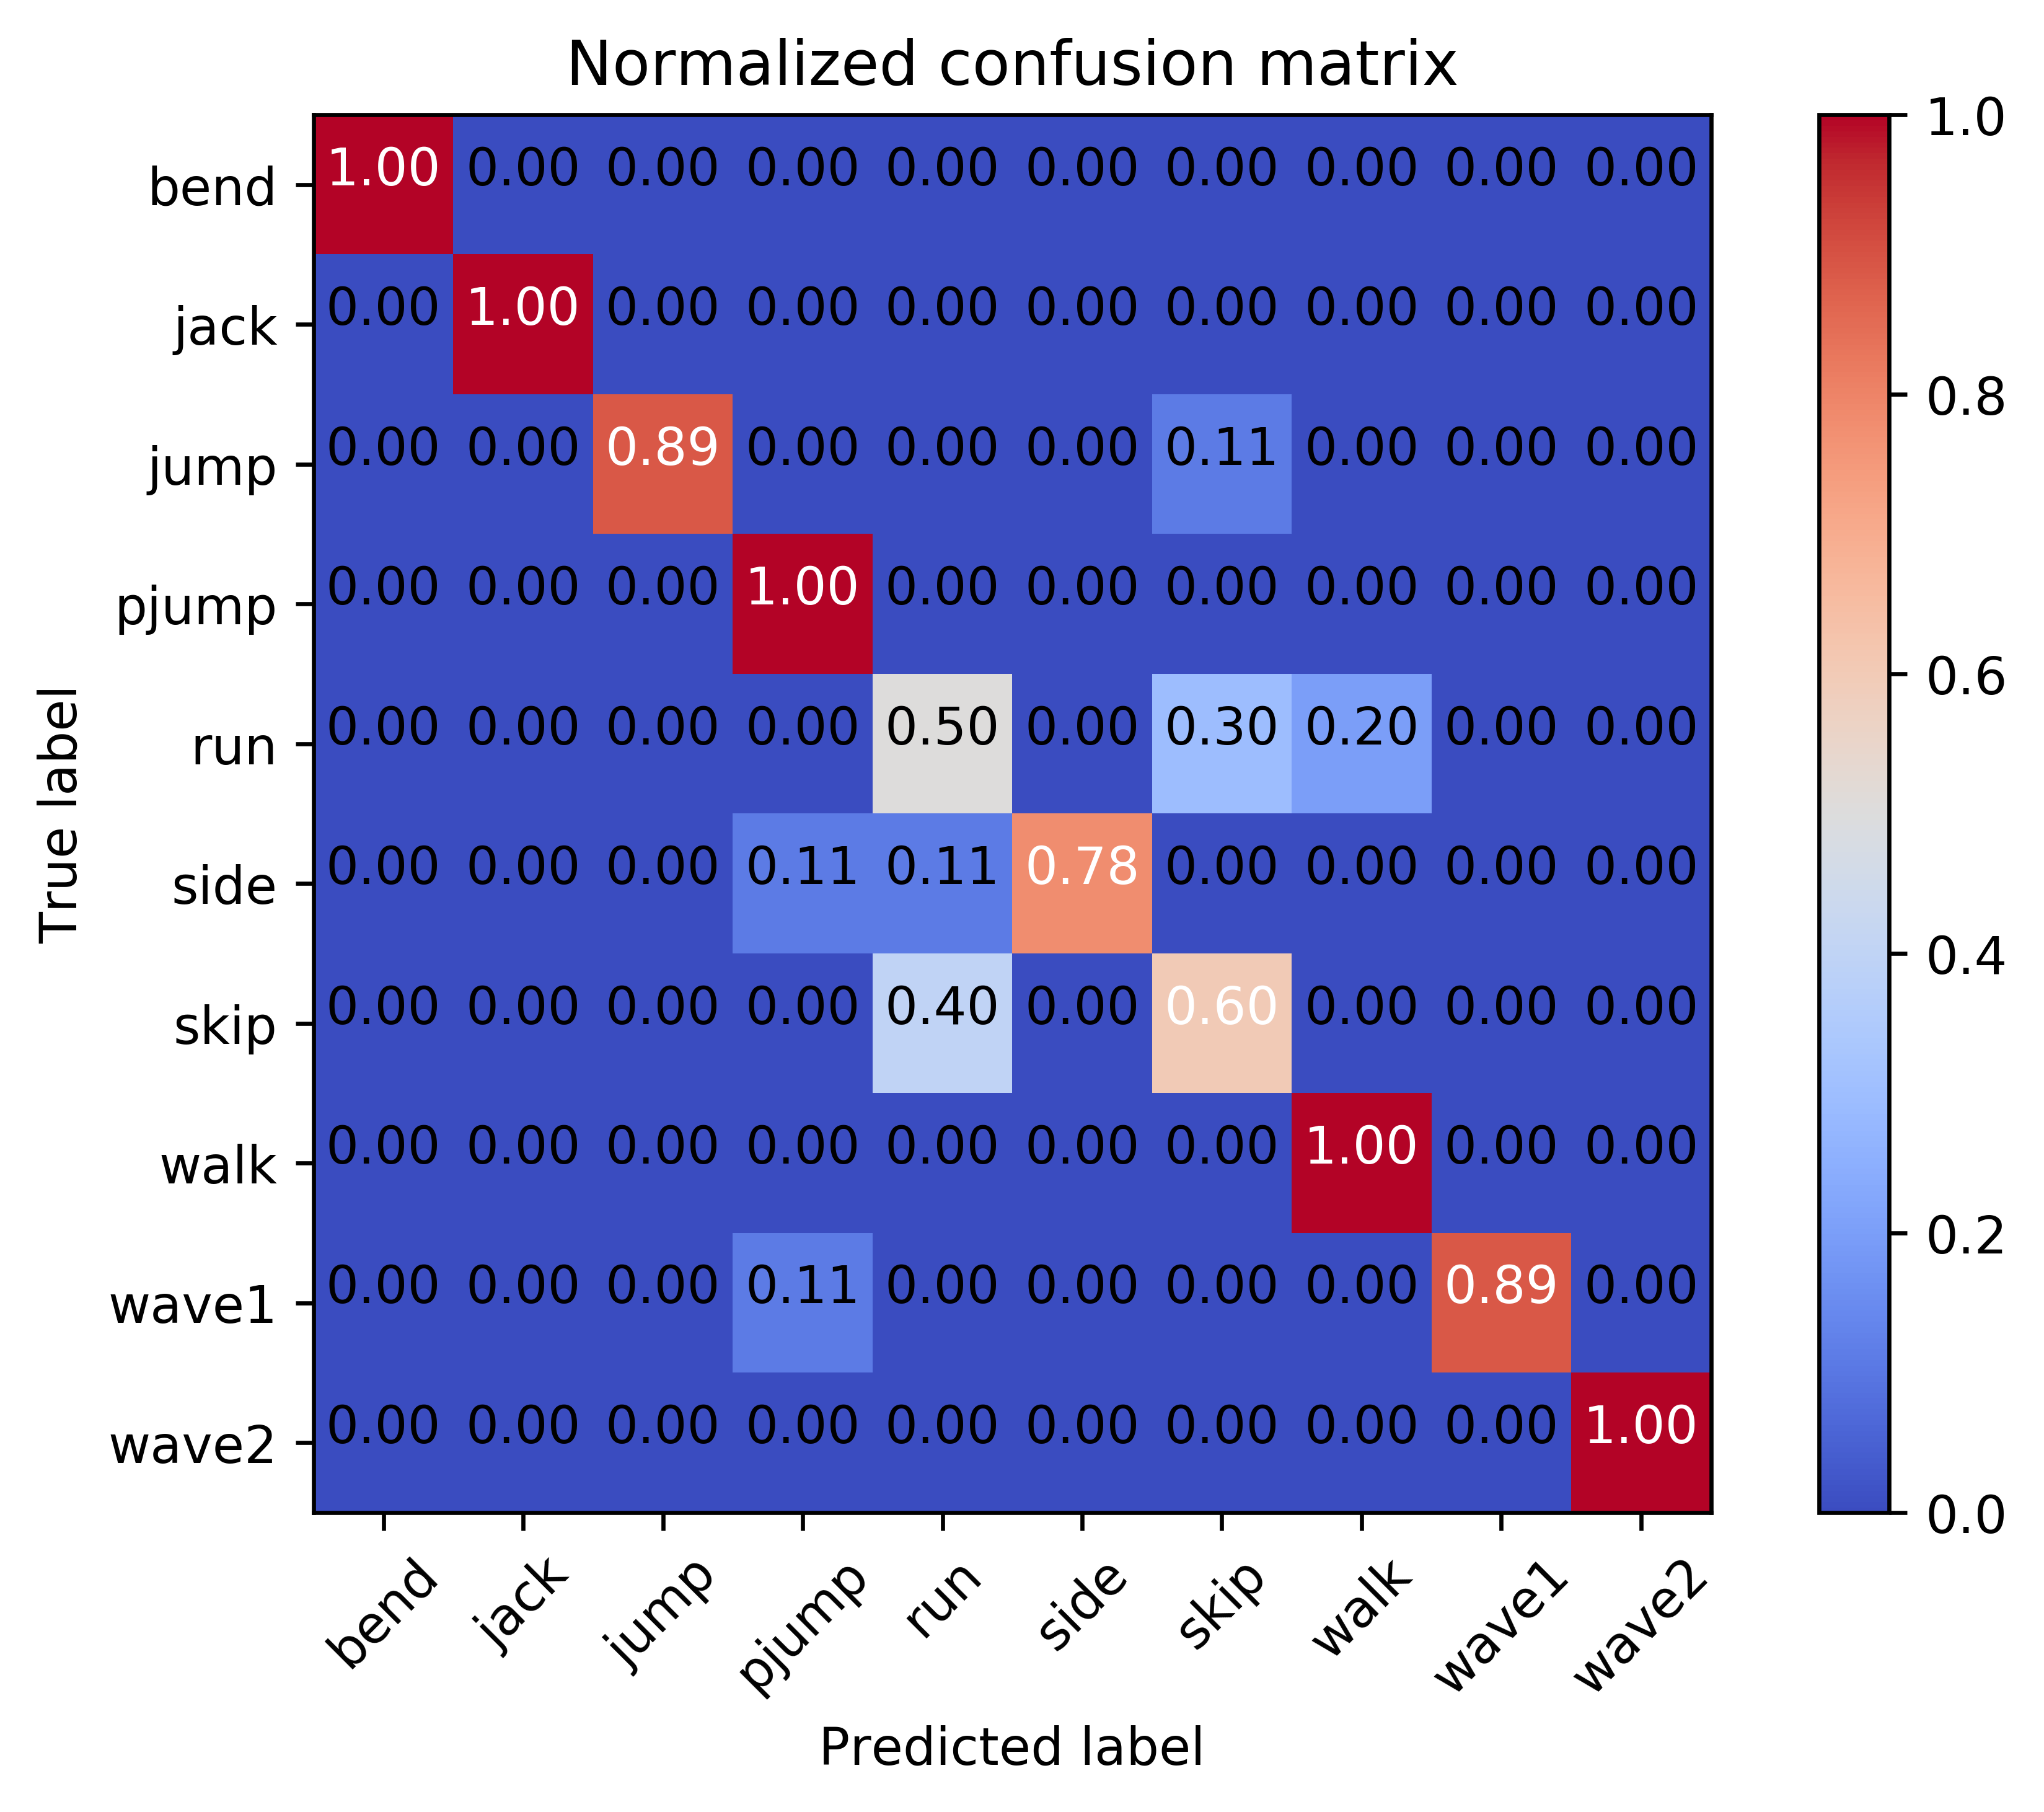 Normalized confusion matrix
True label
bend 1.00 0.00 0.00 0.00 0.00 0.00 0.00 0.00 0.00 0.00
jack 0.00 1.00 0.00 0.00 0.00 0.00 0.00 0.00 0.00 0.00
jump 0.00 0.00 0.89 0.00 0.00 0.00 0.11 0.00 0.00 0.00
pjump 0.00 0.00 0.00 1.00 0.00 0.00 0.00 0.00 0.00 0.00
run 0.00 0.00 0.00 0.00 0.50 0.00 0.30 0.20 0.00 0.00
side 0.00 0.00 0.00 0.11 0.11 0.78 0.00 0.00 0.00 0.00
skip 0.00 0.00 0.00 0.00 0.40 0.00 0.60 0.00 0.00 0.00
walk 0.00 0.00 0.00 0.00 0.00 0.00 0.00 1.00 0.00 0.00
wave1 0.00 0.00 0.00 0.11 0.00 0.00 0.00 0.00 0.89 0.00
wave2 0.00 0.00 0.00 0.00 0.00 0.00 0.00 0.00 0.00 1.00
bend jack jump pjump run side skip walk wave1 wave2
Predicted label
1.0
0.8
0.6
0.4
0.2
0.0